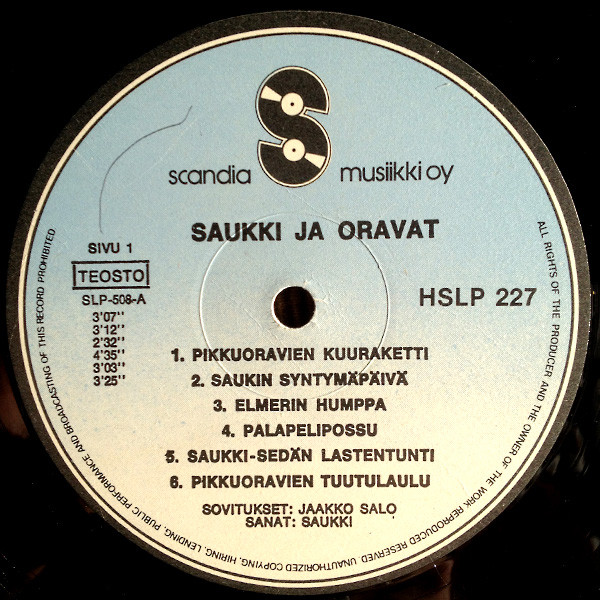 scandia musiikki oy
SAUKKI JA ORAVAT
SIVU 1
TEOSTO
SLP-508-A
3'07"
3'12"
2'32"
4'35"
3'03"
3'25"
HSLP 227
1. PIKKUORAVIEN KUURAKETTI
2. SAUKIN SYNTYMÄPÄIVÄ
3. ELMERIN HUMPPA
4. PALAPELIPOSSU
5. SAUKKI-SEDÄN LASTENTUNTI
6. PIKKUORAVIEN TUUTULAULU
SOVITUKSET: JAAKKO SALO
SANAT: SAUKKI
ALL RIGHTS OF THE PRODUCER AND THE OWNER OF THE WORK REPRODUCED RESERVED. UNAUTHORIZED COPYING, HIRING, LENDING, PUBLIC PERFORMANCE AND BROADCASTING OF THIS RECORD PROHIBITED